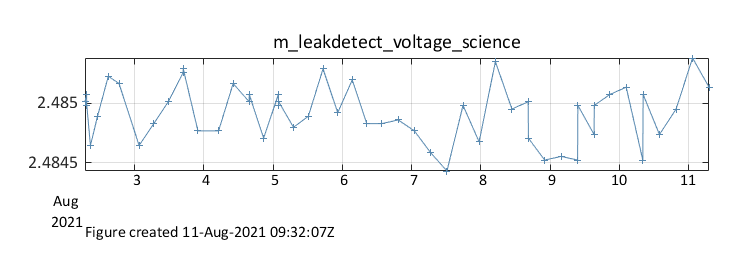 m_leakdetect_voltage_science
2.485
2.4845
3 4 5 6 7 8 9 10 11
Aug
2021
Figure created 11-Aug-2021 09:32:07Z